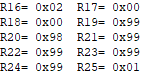 R16= 0x02 R17= 0x00
R18= 0x00 R19= 0x99
R20= 0x98 R21= 0x99
R22= 0x99 R23= 0x99
R24= 0x99 R25= 0x01